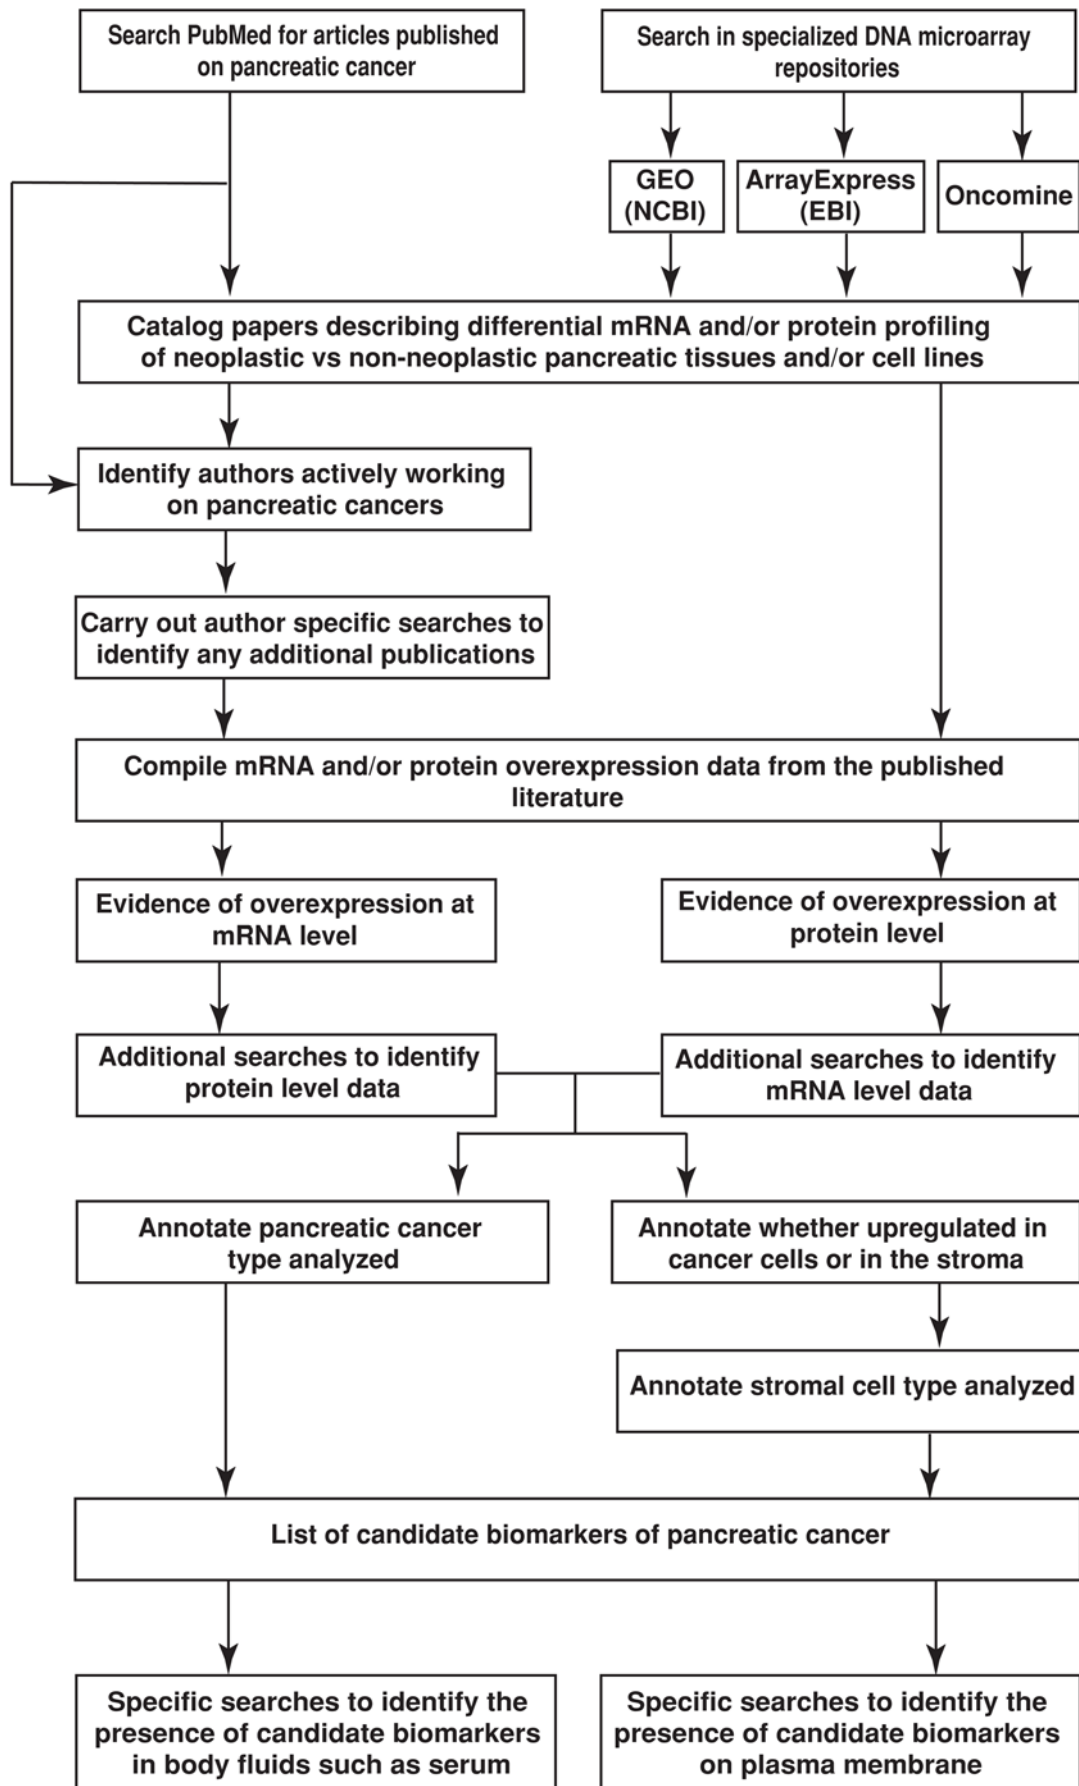 Search PubMed for articles published
on pancreatic cancer
Search in specialized DNA microarray
repositories
GEO
(NCBI)
ArrayExpress
(EBI)
Oncomine
Catalog papers describing differential mRNA and/or protein profiling
of neoplastic vs non-neoplastic pancreatic tissues and/or cell lines
Identify authors actively working
on pancreatic cancers
Carry out author specific searches to
identify any additional publications
Compile mRNA and/or protein overexpression data from the published
literature
Evidence of overexpression at
mRNA level
Evidence of overexpression at
protein level
Additional searches to identify
protein level data
Additional searches to identify
mRNA level data
Annotate pancreatic cancer
type analyzed
Annotate whether upregulated in
cancer cells or in the stroma
Annotate stromal cell type analyzed
List of candidate biomarkers of pancreatic cancer
Specific searches to identify the
presence of candidate biomarkers
in body fluids such as serum
Specific searches to identify the
presence of candidate biomarkers
on plasma membrane